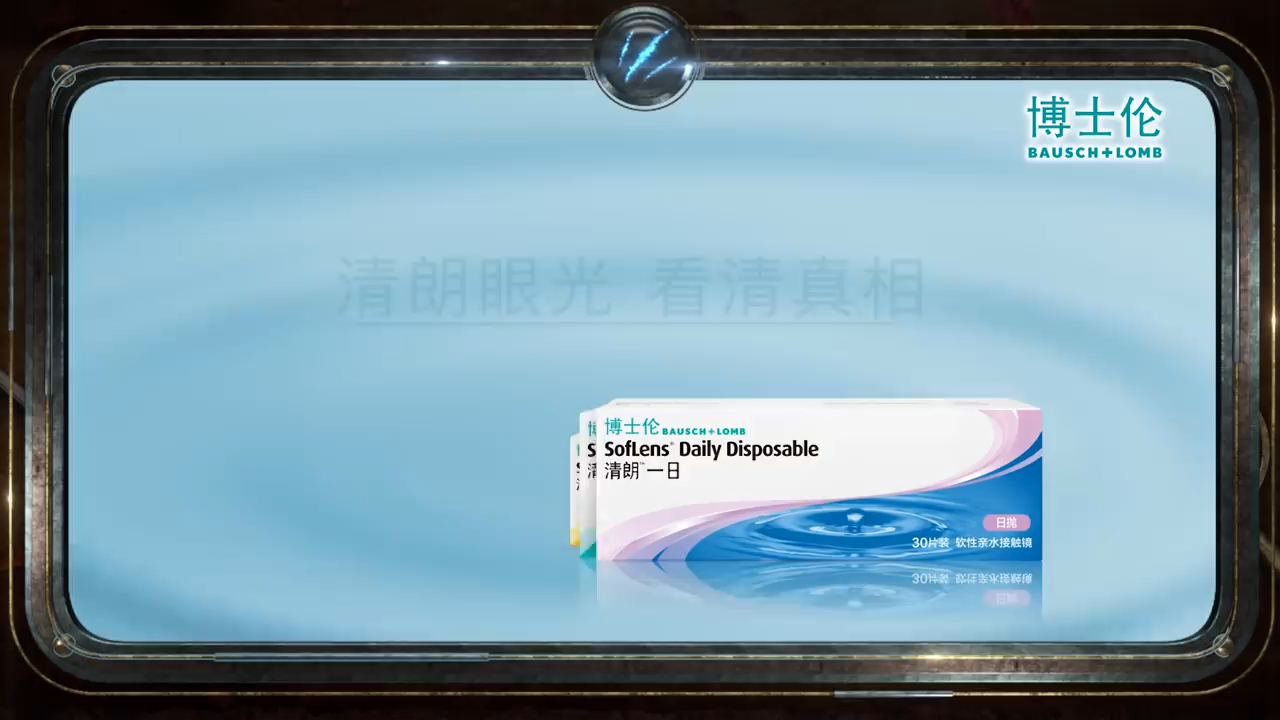 博士伦
BAUSCH+LOMB
清朗眼光 看清真相
博士伦 BAUSCH+LOMB
SofLens® Daily Disposable
清朗™一日
日抛
30片装 软性亲水接触镜